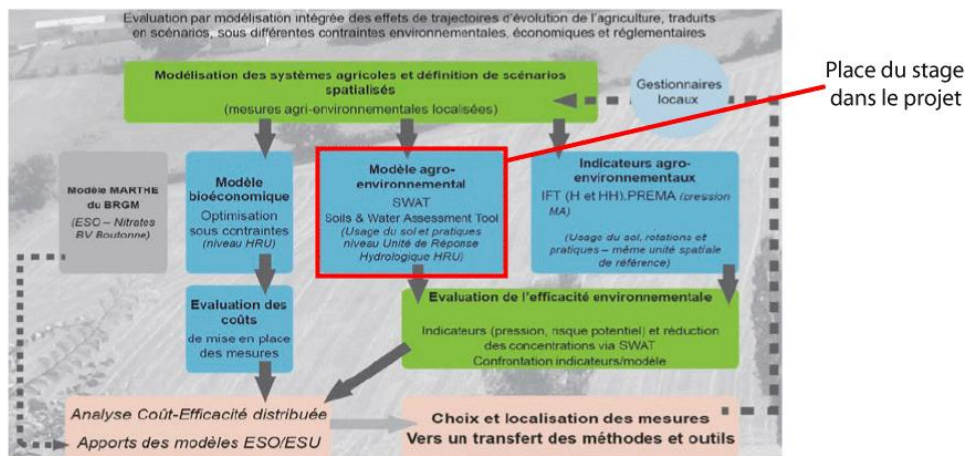 Evaluation par modélisation intégrée des effets de trajectoires d'évolution de l'agriculture, traduits
en scénarios, sous différentes contraintes environnementales, économiques et réglementaires
Modélisation des systèmes agricoles et définition de scénarios
spatialisés
(mesures agri-environnementales localisées)
Gestionnaires
locaux
Place du stage
dans le projet
Modèle MARTHE
du BRGM
(ESO – Nitrates
BV Boutonne)
Modèle
bioéconomique
Optimisation
sous contraintes
(niveau HRU)
Modèle agro-
environnemental
SWAT
Soils & Water Assessment Tool
(Usage du sol et pratiques
niveau Unité de Réponse
Hydrologique HRU)
Indicateurs agro-
environnementaux
IFT (H et HH),PREMA (pression
MA)
(Usage du sol, rotations et
pratiques – même unité spatiale
de référence)
Evaluation des
coûts
de mise en place
des mesures
Evaluation de l'efficacité environnementale
Indicateurs (pression, risque potentiel) et réduction
des concentrations via SWAT
Confrontation indicateurs/modèle
Analyse Coût-Efficacité distribuée
Apports des modèles ESO/ESU
Choix et localisation des mesures
Vers un transfert des méthodes et outils